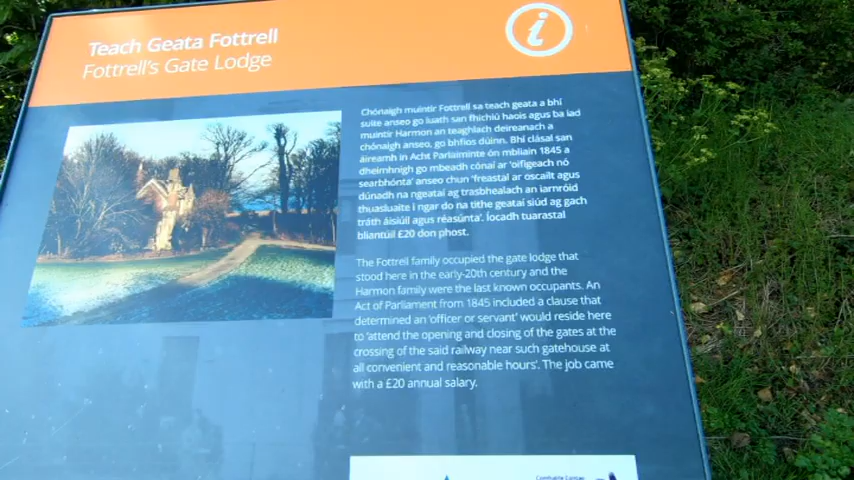 Teach Geata Fottrell
Fottrell's Gate Lodge
i
Chónaigh muintir Fottrell sa teach geata a bhí
suite anseo go luath san fhichiú haois agus ba iad
muintir Harmon an teaghlach deireanach a
chónaigh anseo, go bhfios dúinn. Bhí clásal san
áireamh in Acht Parlaiminte ón mbliain 1845 a
dheimhnigh go mbeadh cónaí ar 'oifigeach nó
searbhónta' anseo chun 'freastal ar oscailt agus
dúnadh na ngeataí ag trasbhealach an iarnróid
thuasluaite i ngar do na tithe geataí siúd ag gach
tráth áisiúil agus réasúnta'. Íocadh tuarastal
bliantúil £20 don phost.
The Fottrell family occupied the gate lodge that
stood here in the early-20th century and the
Harmon family were the last known occupants. An
Act of Parliament from 1845 included a clause that
determined an 'officer or servant' would reside here
to 'attend the opening and closing of the gates at the
crossing of the said railway near such gatehouse at
all convenient and reasonable hours'. The job came
with a £20 annual salary.
Comhairle Contae